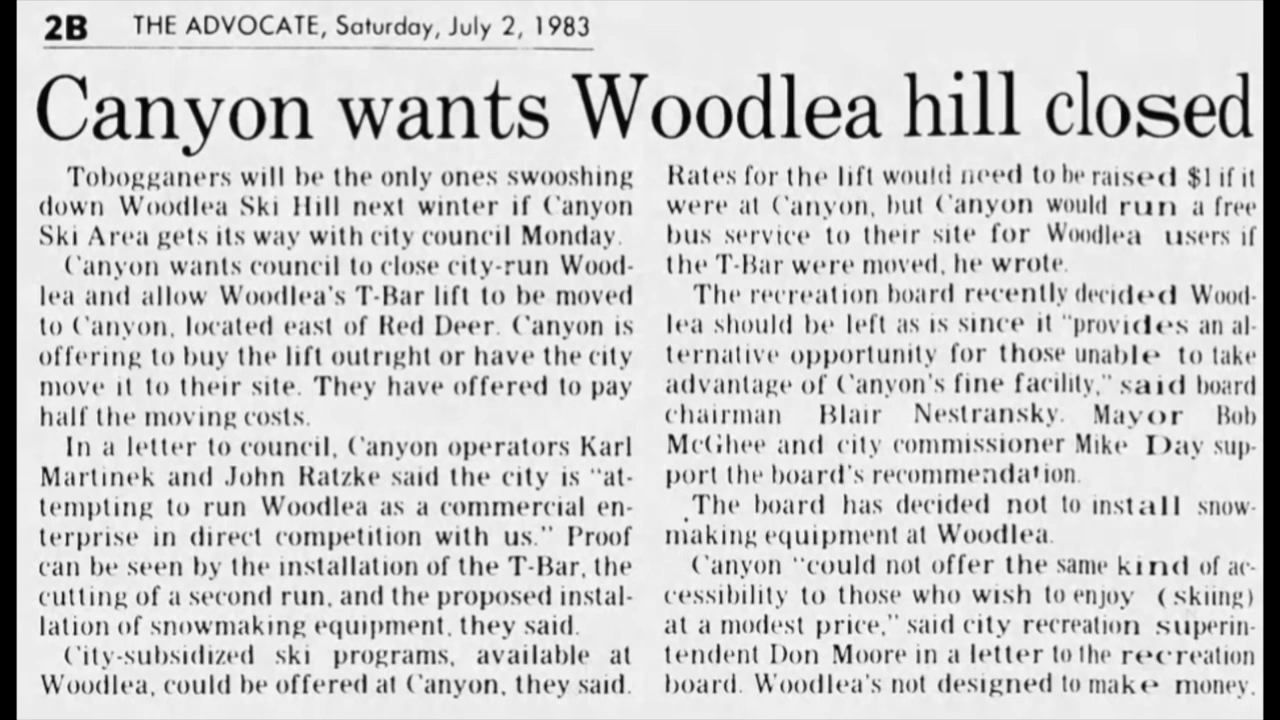 2B THE ADVOCATE, Saturday, July 2, 1983
Canyon wants Woodlea hill closed
Tobogganers will be the only ones swooshing
down Woodlea Ski Hill next winter if Canyon
Ski Area gets its way with city council Monday.
Canyon wants council to close city-run Wood-
lea and allow Woodlea's T-Bar lift to be moved
to Canyon, located east of Red Deer. Canyon is
offering to buy the lift outright or have the city
move it to their site. They have offered to pay
half the moving costs.
In a letter to council, Canyon operators Karl
Martinek and John Ratzke said the city is "at-
tempting to run Woodlea as a commercial en-
terprise in direct competition with us." Proof
can be seen by the installation of the T-Bar, the
cutting of a second run, and the proposed instal-
lation of snowmaking equipment, they said.
City-subsidized ski programs, available at
Woodlea, could be offered at Canyon, they said.
Rates for the lift would need to be raised $1 if it
were at Canyon, but Canyon would run a free
bus service to their site for Woodlea users if
the T-Bar were moved, he wrote.
The recreation board recently decided Wood-
lea should be left as is since it "provides an al-
ternative opportunity for those unable to take
advantage of Canyon's fine facility," said board
chairman Blair Nestransky. Mayor Bob
McGhee and city commissioner Mike Day sup-
port the board's recommendation.
The board has decided not to install snow-
making equipment at Woodlea.
Canyon "could not offer the same kind of ac-
cessibility to those who wish to enjoy (skiing)
at a modest price," said city recreation superin-
tendent Don Moore in a letter to the recreation
board. Woodlea's not designed to make money.